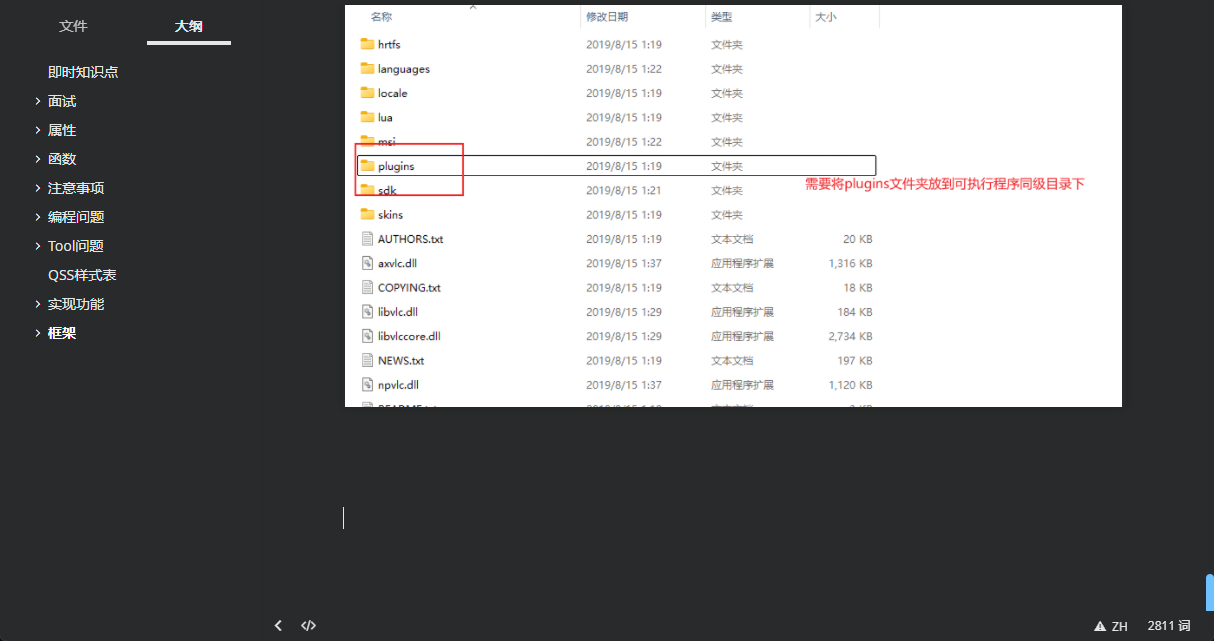 文件 大纲
即时知识点
面试
属性
函数
注意事项
编程问题
Tool问题
QSS样式表
实现功能
框架
名称 修改日期 类型 大小
hrtfs 2019/8/15 1:19 文件夹
languages 2019/8/15 1:22 文件夹
locale 2019/8/15 1:19 文件夹
lua 2019/8/15 1:19 文件夹
msi 2019/8/15 1:22 文件夹
plugins 2019/8/15 1:19 文件夹
需要将plugins文件夹放到可执行程序同级目录下
sdk 2019/8/15 1:21 文件夹
skins 2019/8/15 1:19 文件夹
AUTHORS.txt 2019/8/15 1:19 文本文档 20 KB
axvlc.dll 2019/8/15 1:37 应用程序扩展 1,316 KB
COPYING.txt 2019/8/15 1:19 文本文档 18 KB
libvlc.dll 2019/8/15 1:29 应用程序扩展 184 KB
libvlccore.dll 2019/8/15 1:29 应用程序扩展 2,734 KB
NEWS.txt 2019/8/15 1:19 文本文档 197 KB
npvlc.dll 2019/8/15 1:37 应用程序扩展 1,120 KB
ZH 2811 词